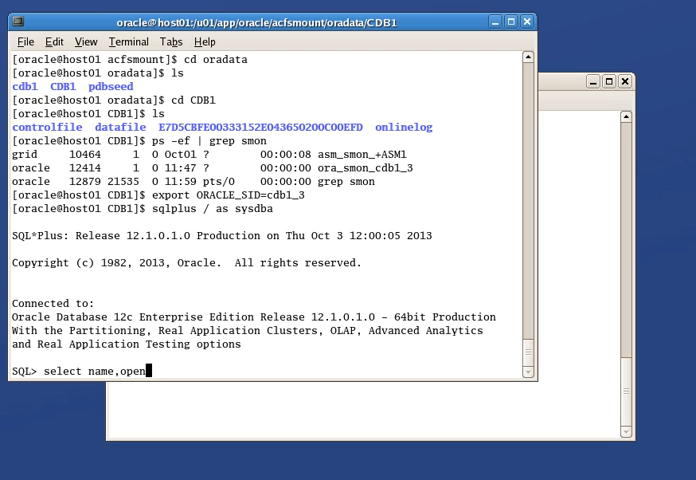 oracle@host01:/u01/app/oracle/acfsmount/oradata/CDB1
File Edit View Terminal Tabs Help
[oracle@host01 acfsmount]$ cd oradata
[oracle@host01 oradata]$ ls
cdb1 CDB1 pdbseed
[oracle@host01 oradata]$ cd CDB1
[oracle@host01 CDB1]$ ls
controlfile datafile E7D5CBFE00333152E043650200C00EFD onlinelog
[oracle@host01 CDB1]$ ps -ef | grep smon
grid 10464 1 0 Oct01 ? 00:00:08 asm_smon_+ASM1
oracle 12414 1 0 11:47 ? 00:00:00 ora_smon_cdb1_3
oracle 12879 21535 0 11:59 pts/0 00:00:00 grep smon
[oracle@host01 CDB1]$ export ORACLE_SID=cdb1_3
[oracle@host01 CDB1]$ sqlplus / as sysdba
SQL*Plus: Release 12.1.0.1.0 Production on Thu Oct 3 12:00:05 2013
Copyright (c) 1982, 2013, Oracle. All rights reserved.
Connected to:
Oracle Database 12c Enterprise Edition Release 12.1.0.1.0 - 64bit Production
With the Partitioning, Real Application Clusters, OLAP, Advanced Analytics
and Real Application Testing options
SQL> select name,open